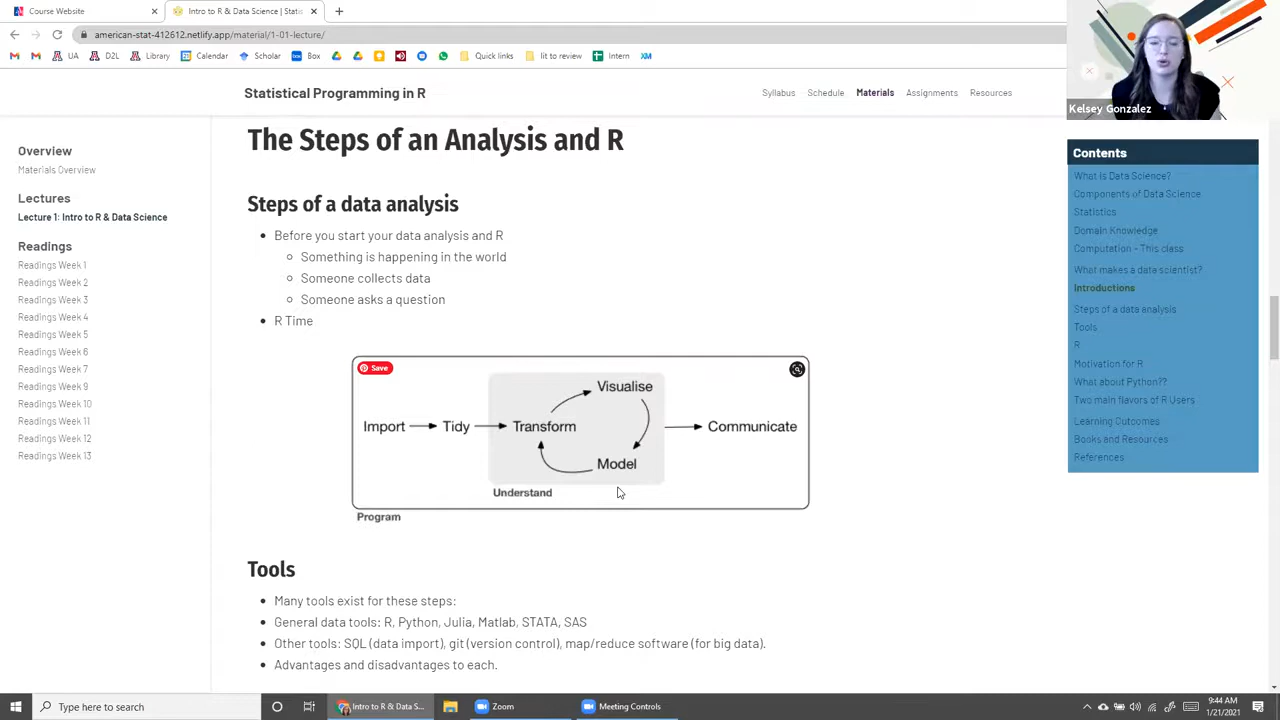 Course Website
Intro to R & Data Science | Stati
american-stat-412612.netlify.app/material/1-01-lecture/
UA
D2L
Library
Calendar
Scholar
Box
Quick links
lit to review
Intern
Kelsey Gonzalez
Statistical Programming in R
Syllabus
Schedule
Materials
Assignments
Resources
Overview
Materials Overview
Lectures
Lecture 1: Intro to R & Data Science
Readings
Readings Week 1
Readings Week 2
Readings Week 3
Readings Week 4
Readings Week 5
Readings Week 6
Readings Week 7
Readings Week 9
Readings Week 10
Readings Week 11
Readings Week 12
Readings Week 13
The Steps of an Analysis and R
Steps of a data analysis
Before you start your data analysis and R
Something is happening in the world
Someone collects data
Someone asks a question
R Time
Save
Import
Tidy
Transform
Visualise
Model
Communicate
Understand
Program
Tools
Many tools exist for these steps:
General data tools: R, Python, Julia, Matlab, STATA, SAS
Other tools: SQL (data import), git (version control), map/reduce software (for big data).
Advantages and disadvantages to each.
Contents
What Is Data Science?
Components of Data Science
Statistics
Domain Knowledge
Computation - This class
What makes a data scientist?
Introductions
Steps of a data analysis
Tools
R
Motivation for R
What about Python??
Two main flavors of R Users
Learning Outcomes
Books and Resources
References
Type here to search
Intro to R & Data S...
Zoom
Meeting Controls
9:44 AM
1/21/2021